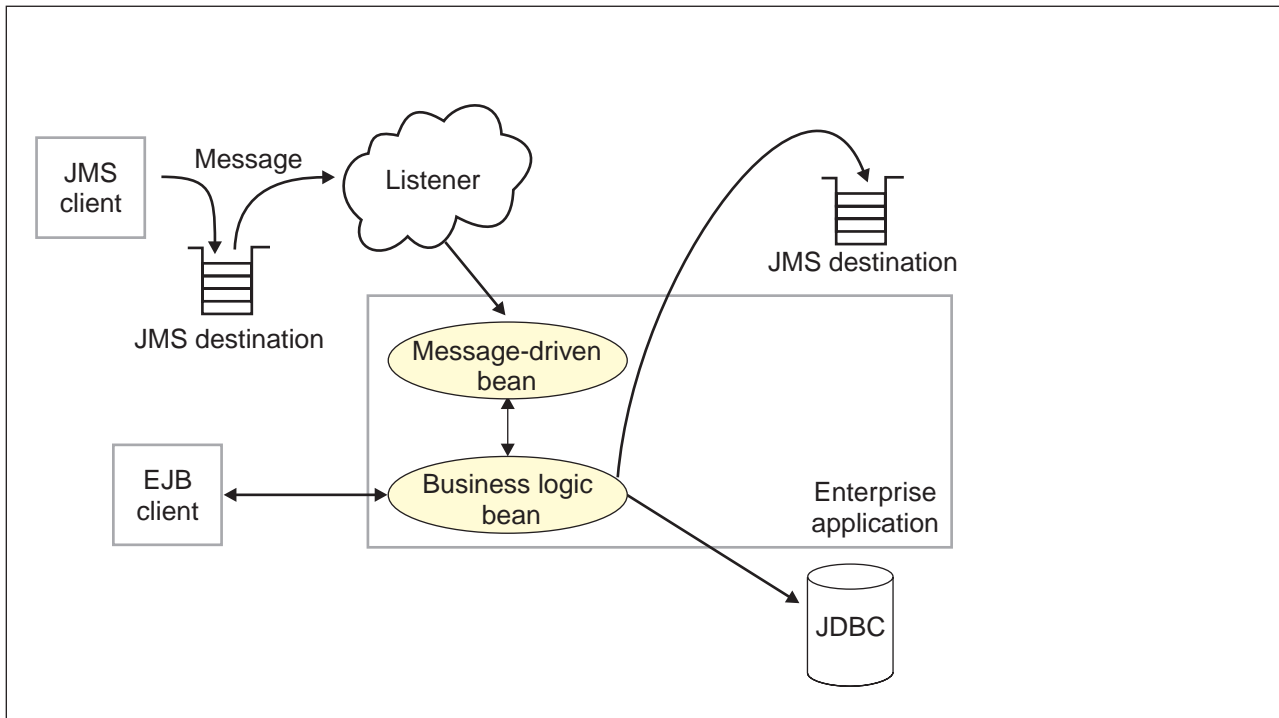 JMS
client
Message
Listener
JMS destination
JMS destination
Message-driven
bean
EJB
client
Business logic
bean
Enterprise
application
JDBC